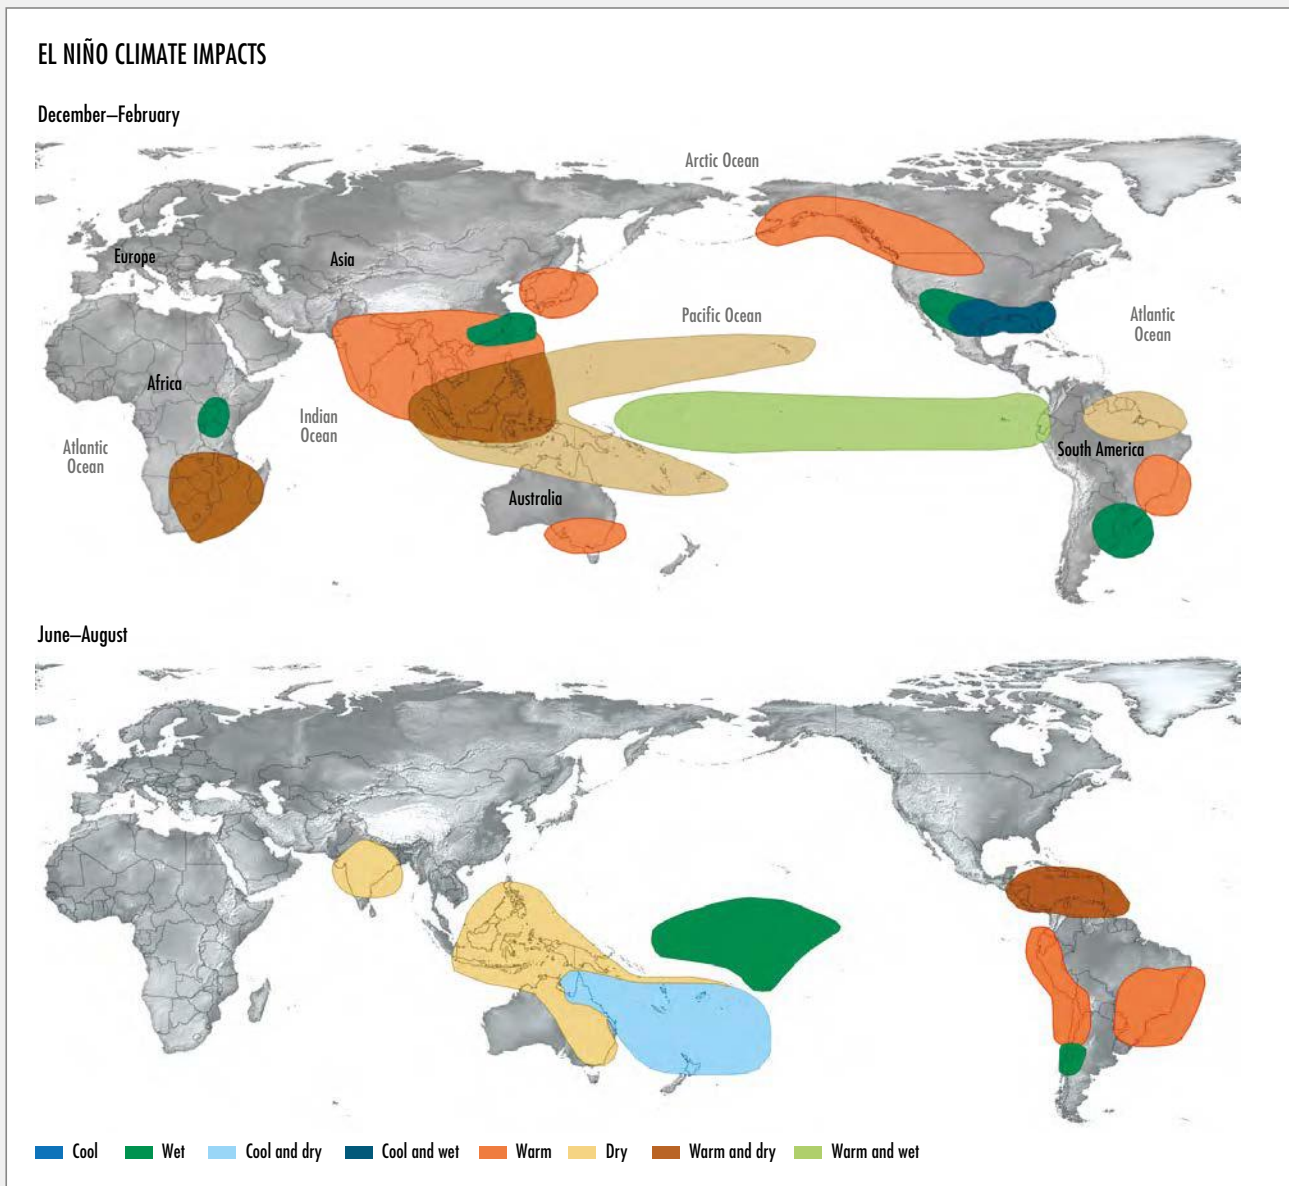 EL NIÑO CLIMATE IMPACTS
December–February
Arctic Ocean
Europe
Asia
Pacific Ocean
Atlantic
Ocean
Africa
Indian
Ocean
Atlantic
Ocean
South America
Australia
June–August
Cool
Wet
Cool and dry
Cool and wet
Warm
Dry
Warm and dry
Warm and wet